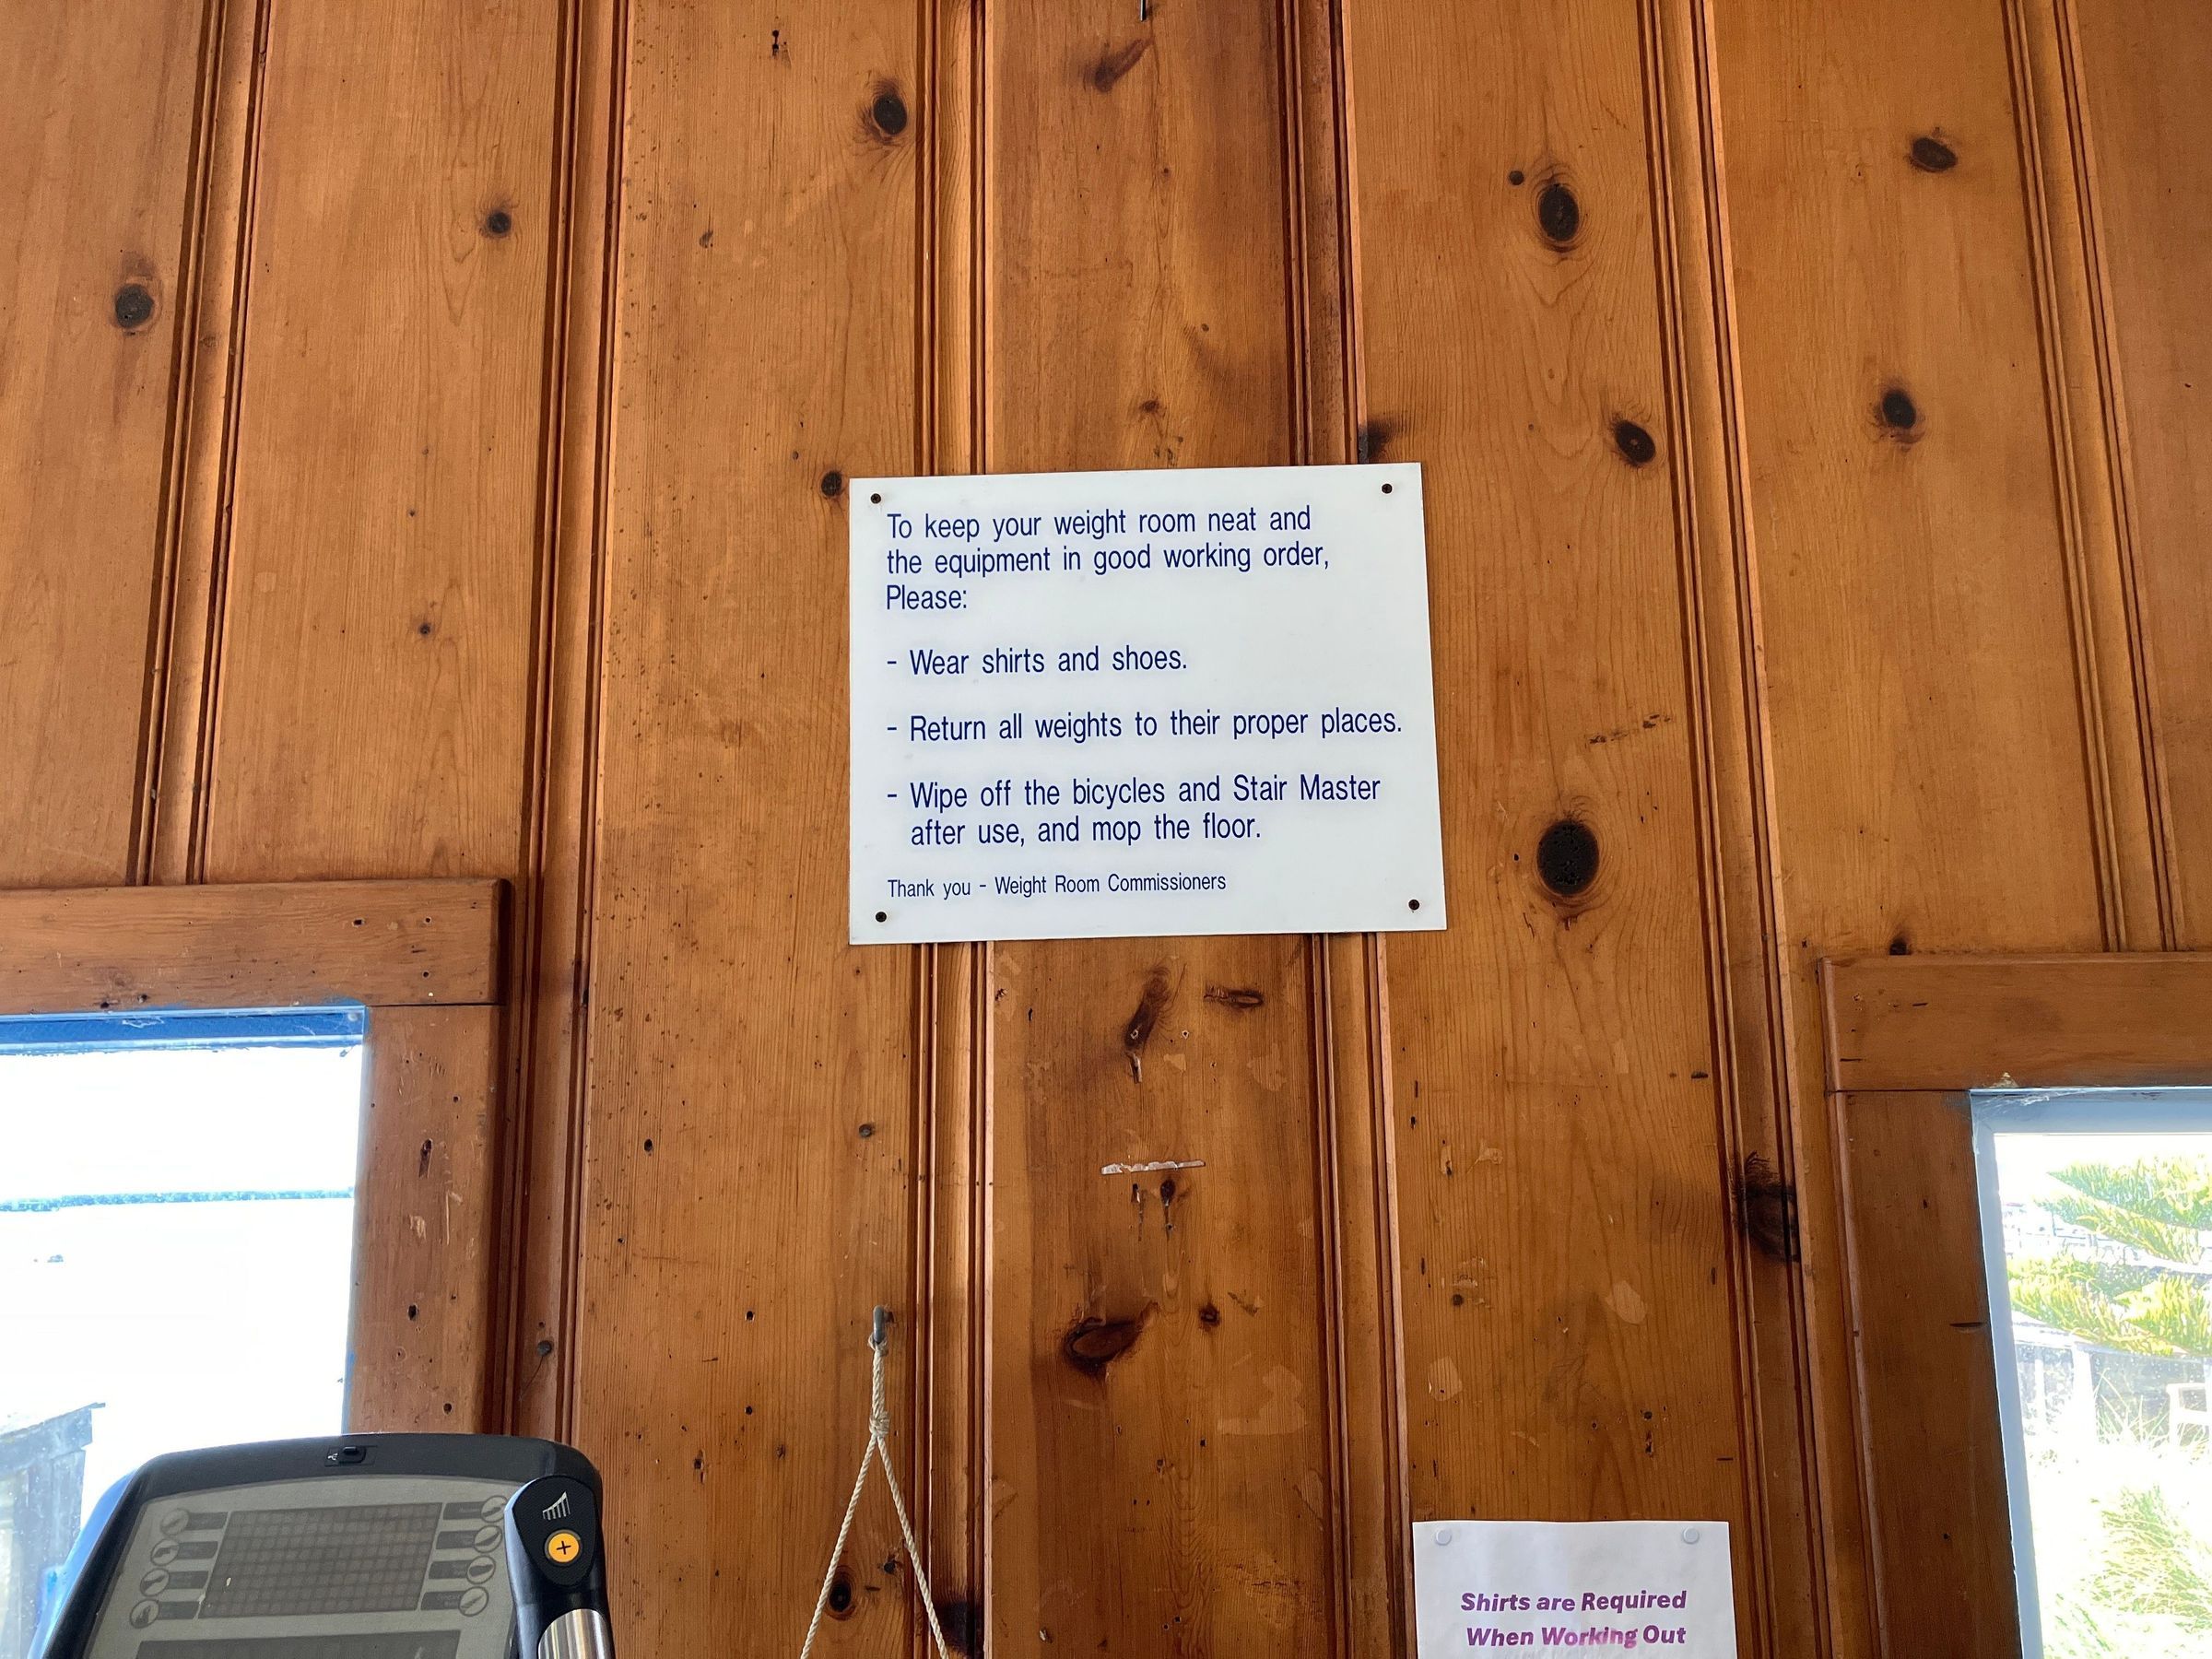 To keep your weight room neat and
the equipment in good working order,
Please:
- Wear shirts and shoes.
- Return all weights to their proper places.
- Wipe off the bicycles and Stair Master
after use, and mop the floor.
Thank you - Weight Room Commissioners
Shirts are Required
When Working Out